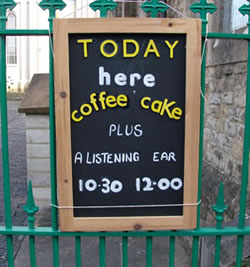 TODAY
here
coffee cake
PLUS
A LISTENING EAR
10.30 12.00